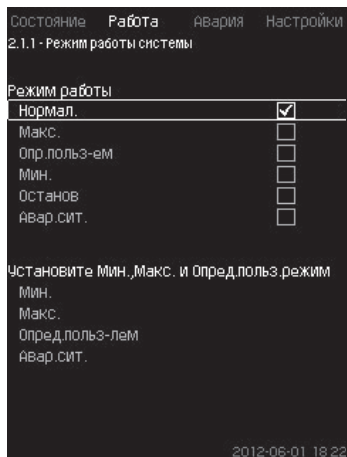 Состояние Работа Авария Настройки
2.1.1 - Режим работы системы
Режим работы
Нормал.
Макс.
Опр.польз-ем
Мин.
Останов
Авар.сит.
Установите Мин.,Макс. и Опред.польз.режим
Мин.
Макс.
Опред.польз-лем
Авар.сит.
2012-06-01 18:22